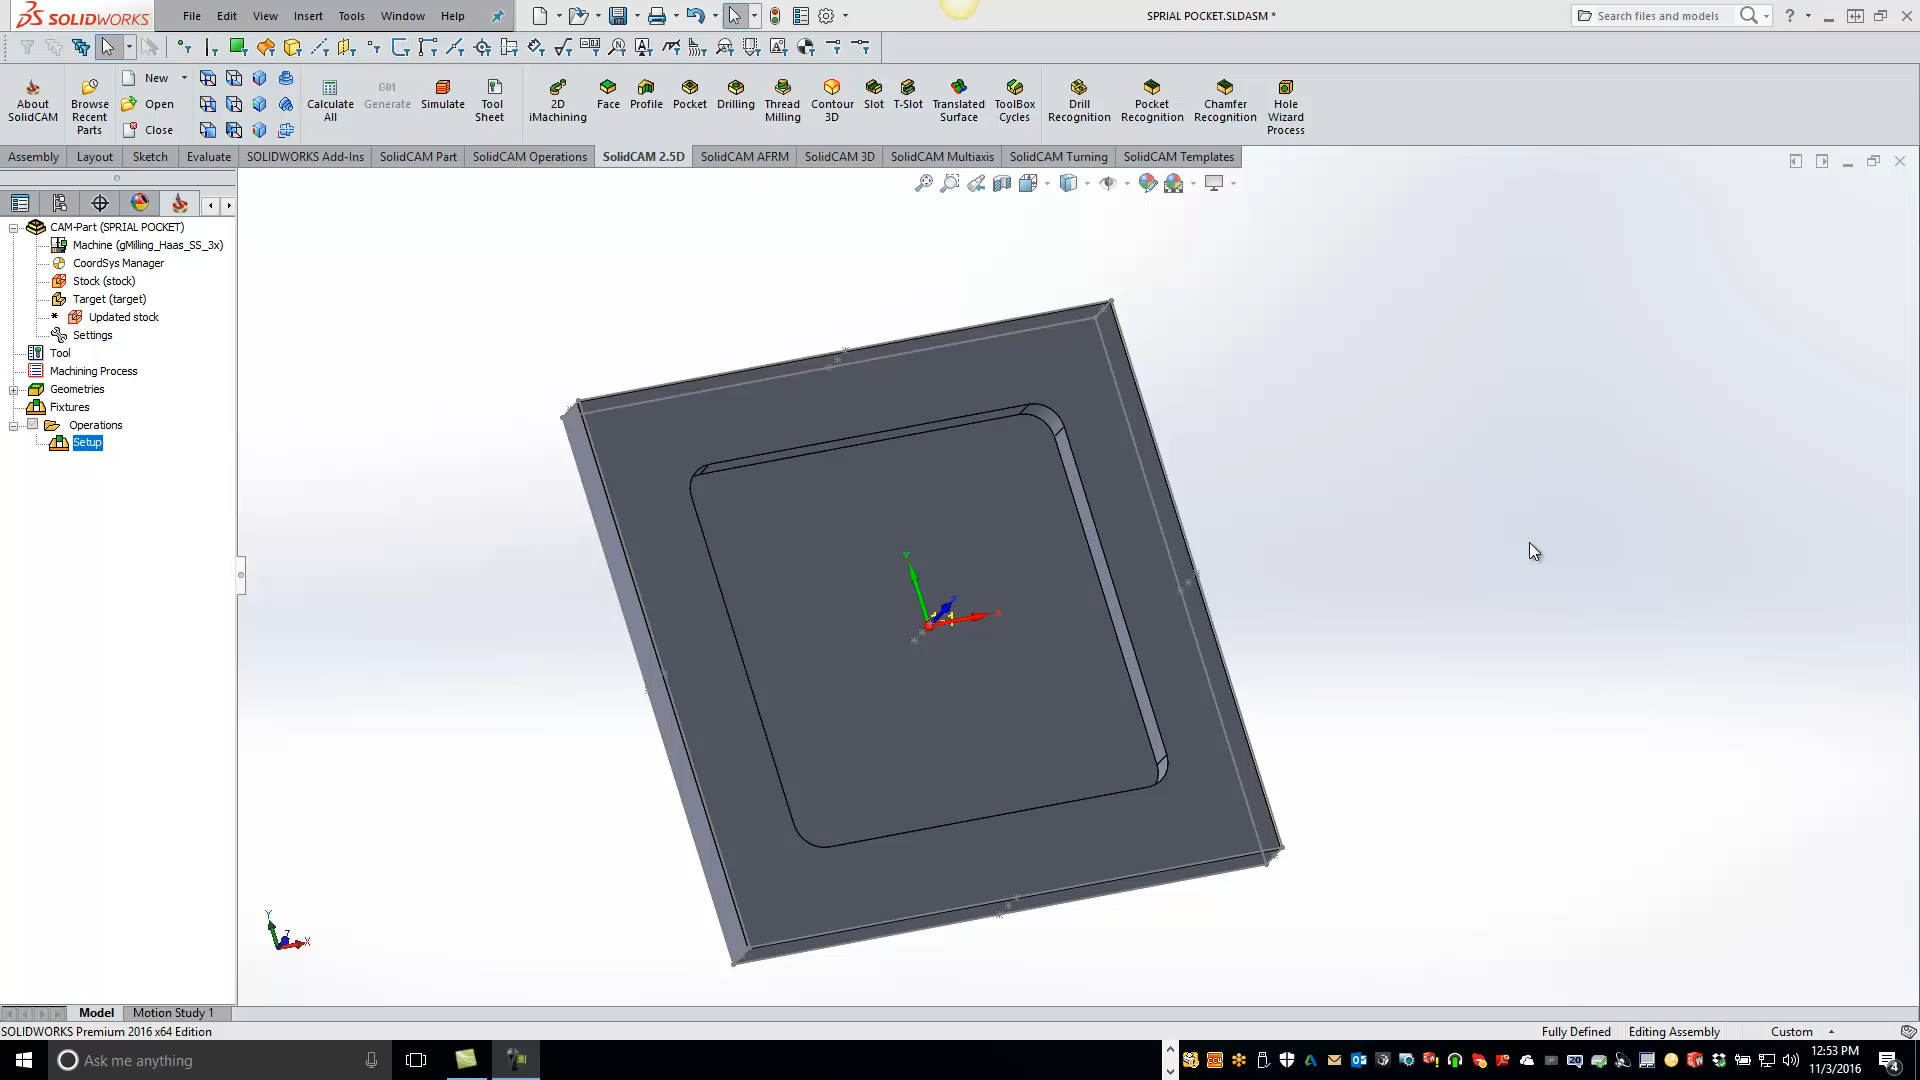 SOLIDWORKS
File Edit View Insert Tools Window Help
SPRIAL POCKET.SLDASM *
Search files and models
?
About SolidCAM
Browse Recent Parts
New
Open
Close
Calculate All
G01
Generate
Simulate
Tool Sheet
2D iMachining
Face
Profile
Pocket
Drilling
Thread Milling
Contour 3D
Slot
T-Slot
Translated Surface
ToolBox Cycles
Drill Recognition
Pocket Recognition
Chamfer Recognition
Hole Wizard Process
Assembly Layout Sketch Evaluate SOLIDWORKS Add-Ins SolidCAM Part SolidCAM Operations SolidCAM 2.5D SolidCAM AFRM SolidCAM 3D SolidCAM Multiaxis SolidCAM Turning SolidCAM Templates
CAM-Part (SPRIAL POCKET)
Machine (gMilling_Haas_SS_3x)
CoordSys Manager
Stock (stock)
Target (target)
* Updated stock
Settings
Tool
Machining Process
Geometries
Fixtures
Operations
Setup
Y
Z
X
Y
Z
X
Model Motion Study 1
SOLIDWORKS Premium 2016 x64 Edition
Fully Defined Editing Assembly Custom
Ask me anything
20
12:53 PM
11/3/2016
4